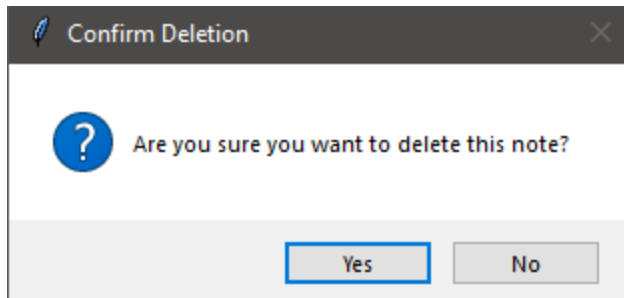 Confirm Deletion
Are you sure you want to delete this note?
Yes No